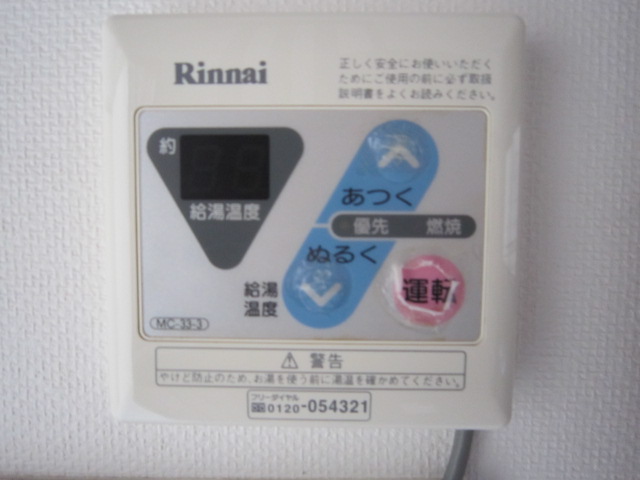 Rinnai
正しく安全にお使いいただく
ためにご使用の前に必ず取扱
説明書をよくお読みください。
約
給湯温度
あつく
優先 燃焼
ぬるく
給湯
温度
運転
MC-33-3
⚠ 警告
やけど防止のため、お湯を使う前に湯温を確かめてください。
フリーダイヤル
0120-054321